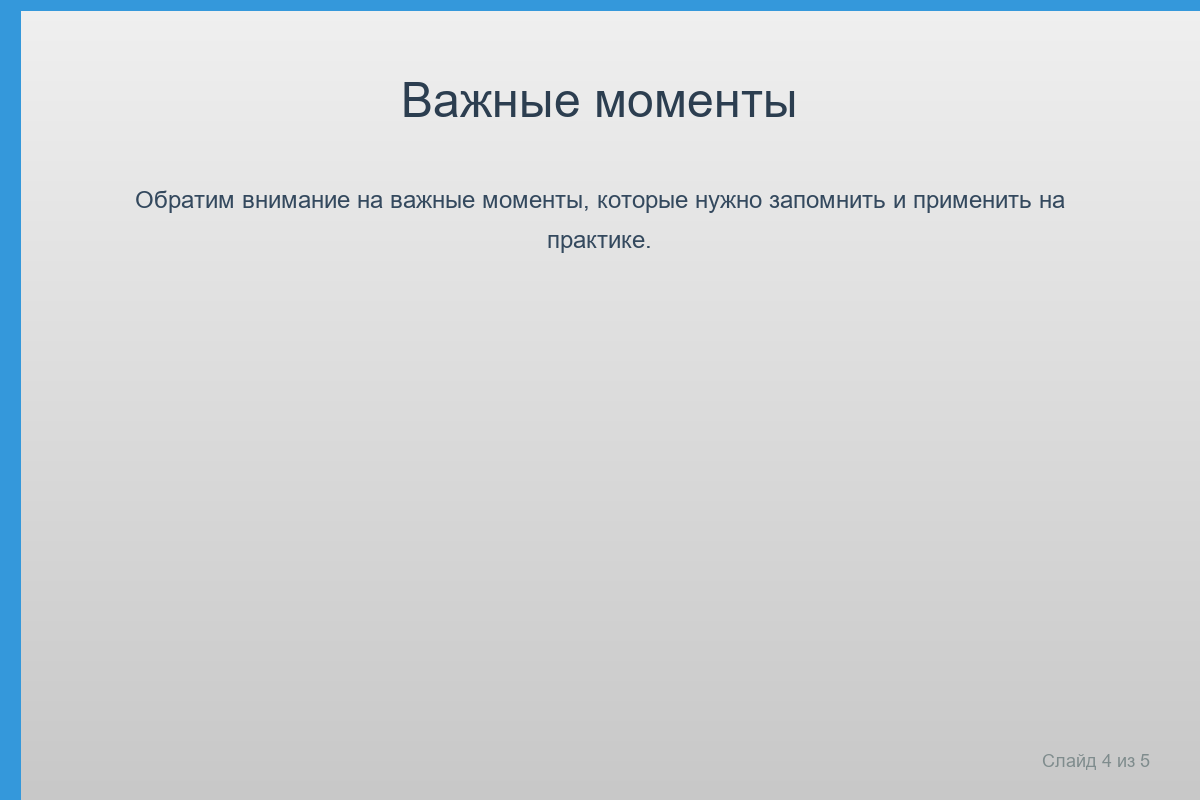 Важные моменты
Обратим внимание на важные моменты, которые нужно запомнить и применить на
практике.
Слайд 4 из 5